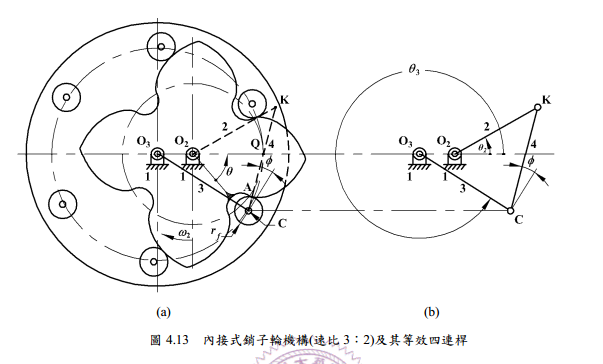 K
O₃
O₂
2
Q
4
1
1
3
θ
ϕ
A
ω₂
r_f
C
(a)
θ₃
K
O₃
O₂
2
θ₂
4
ϕ
1
1
3
C
(b)
圖 4.13 內接式銷子輪機構(速比 3：2)及其等效四連桿